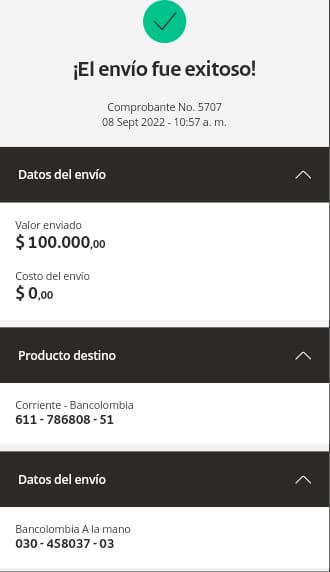 ¡El envío fue exitoso!
Comprobante No. 5707
08 Sept 2022 - 10:57 a. m.
Datos del envío
Valor enviado
$ 100.000,00
Costo del envío
$ 0,00
Producto destino
Corriente - Bancolombia
611 - 786808 - 51
Datos del envío
Bancolombia A la mano
030 - 458037 - 03